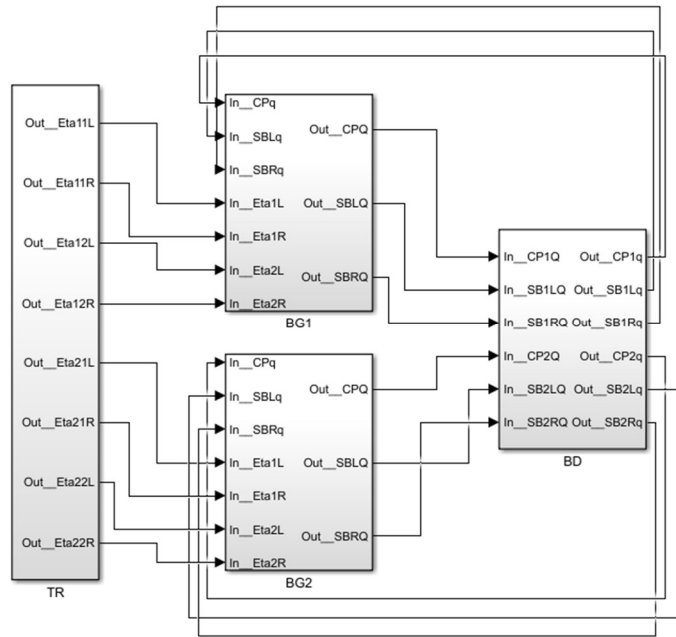 Out__Eta11L
Out__Eta11R
Out__Eta12L
Out__Eta12R
Out__Eta21L
Out__Eta21R
Out__Eta22L
Out__Eta22R
TR
In__CPq
In__SBLq
In__SBRq
In__Eta1L
In__Eta1R
In__Eta2L
In__Eta2R
Out__CPQ
Out__SBLQ
Out__SBRQ
BG1
In__CPq
In__SBLq
In__SBRq
In__Eta1L
In__Eta1R
In__Eta2L
In__Eta2R
Out__CPQ
Out__SBLQ
Out__SBRQ
BG2
In__CP1Q
In__SB1LQ
In__SB1RQ
In__CP2Q
In__SB2LQ
In__SB2RQ
Out__CP1q
Out__SB1Lq
Out__SB1Rq
Out__CP2q
Out__SB2Lq
Out__SB2Rq
BD